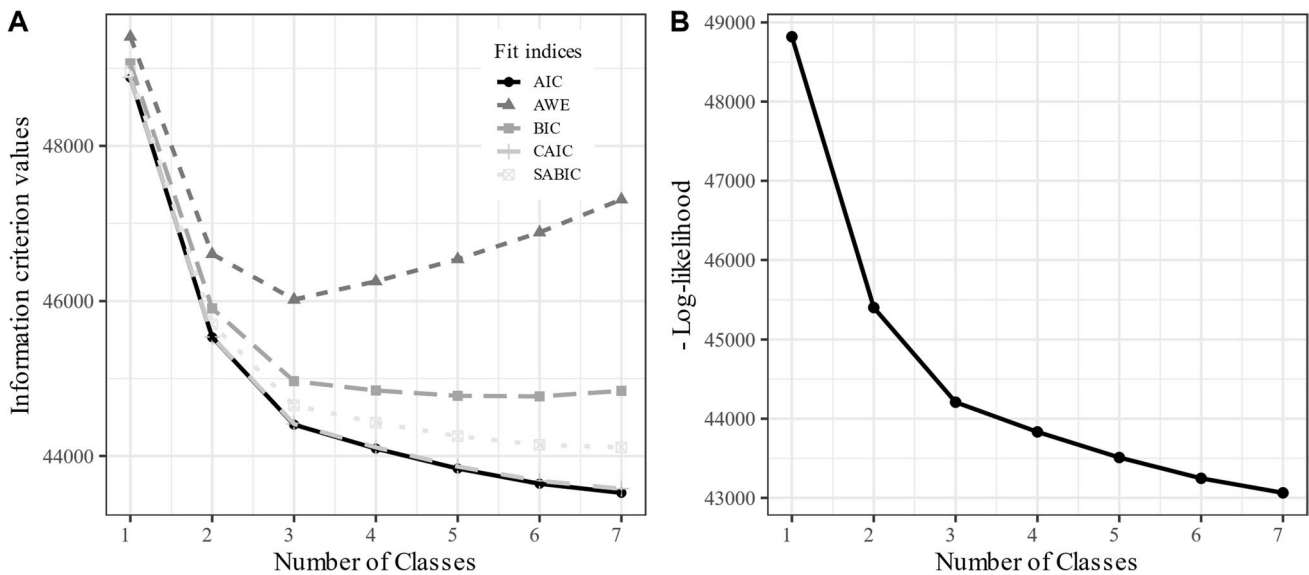 A
Information criterion values
48000
46000
44000
Fit indices
AIC
AWE
BIC
CAIC
SABIC
1 2 3 4 5 6 7
Number of Classes
B
- Log-likelihood
49000
48000
47000
46000
45000
44000
43000
1 2 3 4 5 6 7
Number of Classes